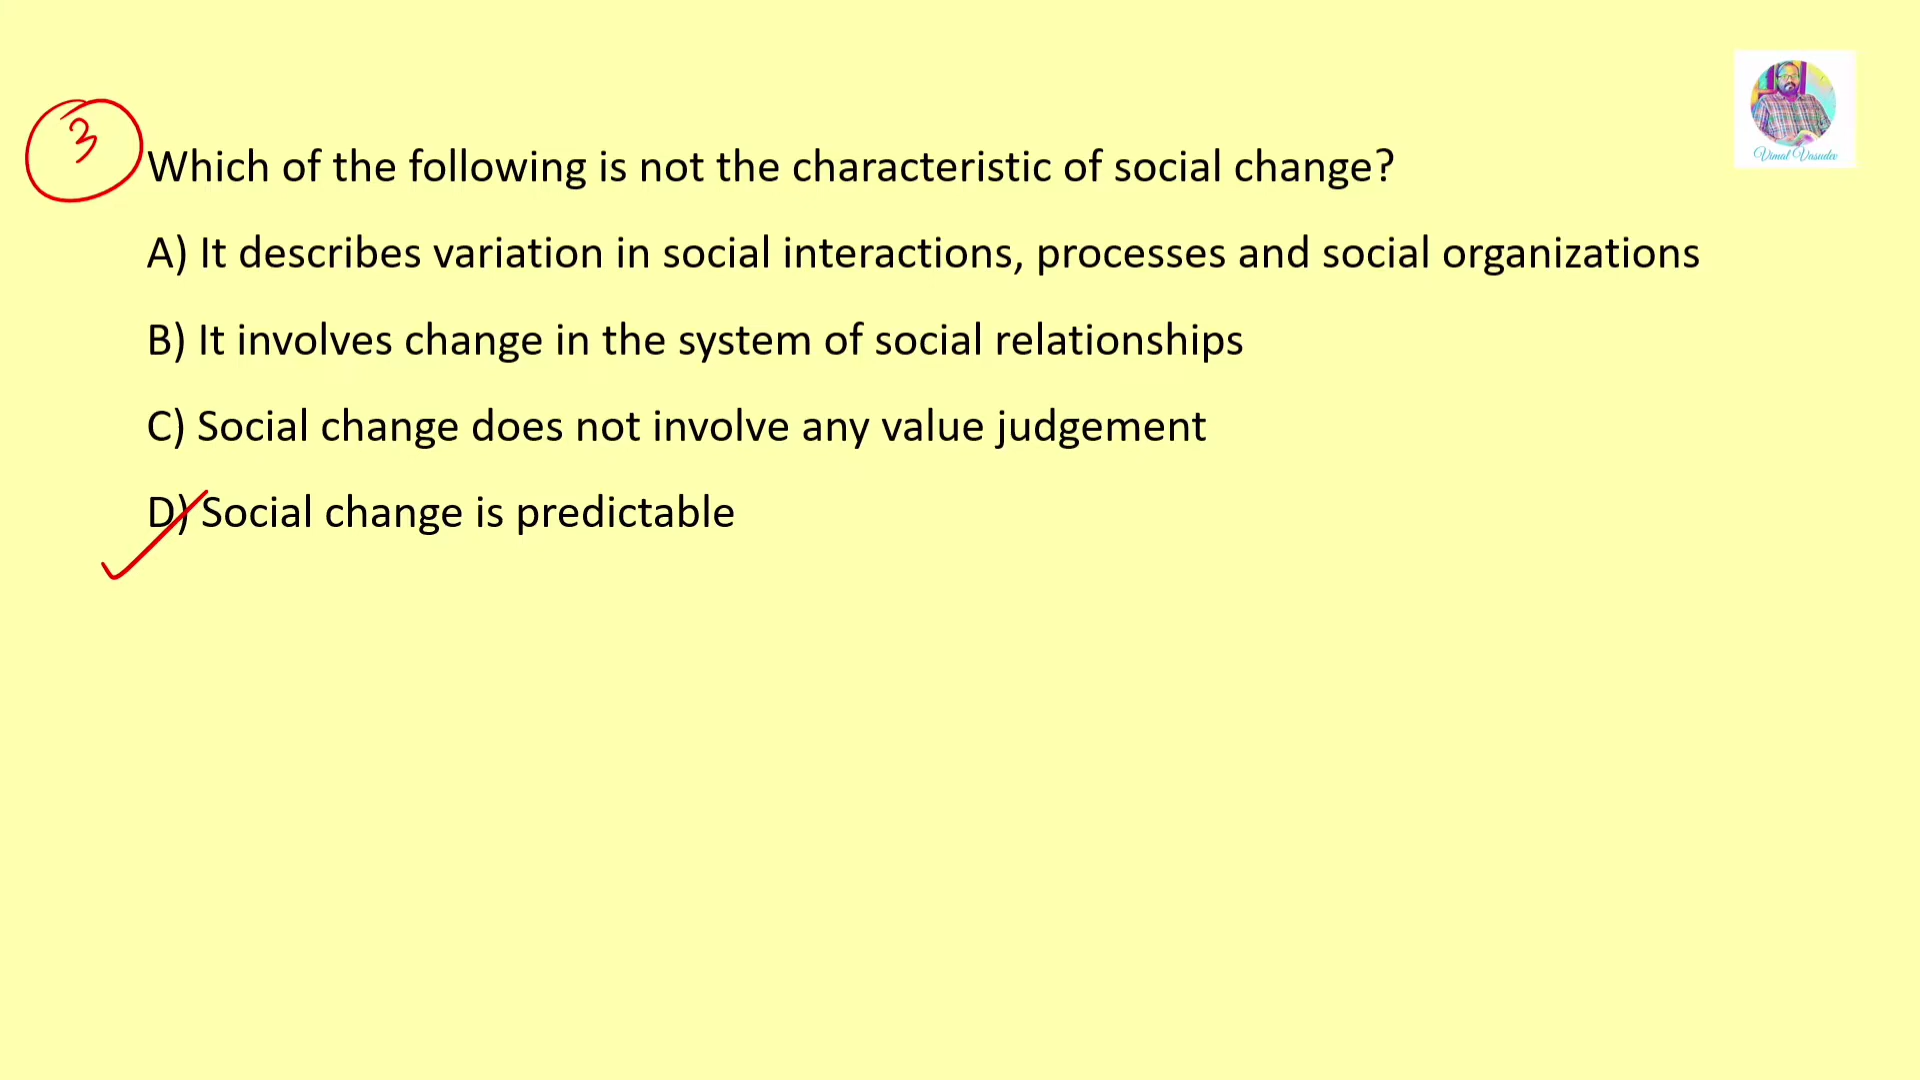 Vimal Vasudev
3
Which of the following is not the characteristic of social change?
A) It describes variation in social interactions, processes and social organizations
B) It involves change in the system of social relationships
C) Social change does not involve any value judgement
D) Social change is predictable